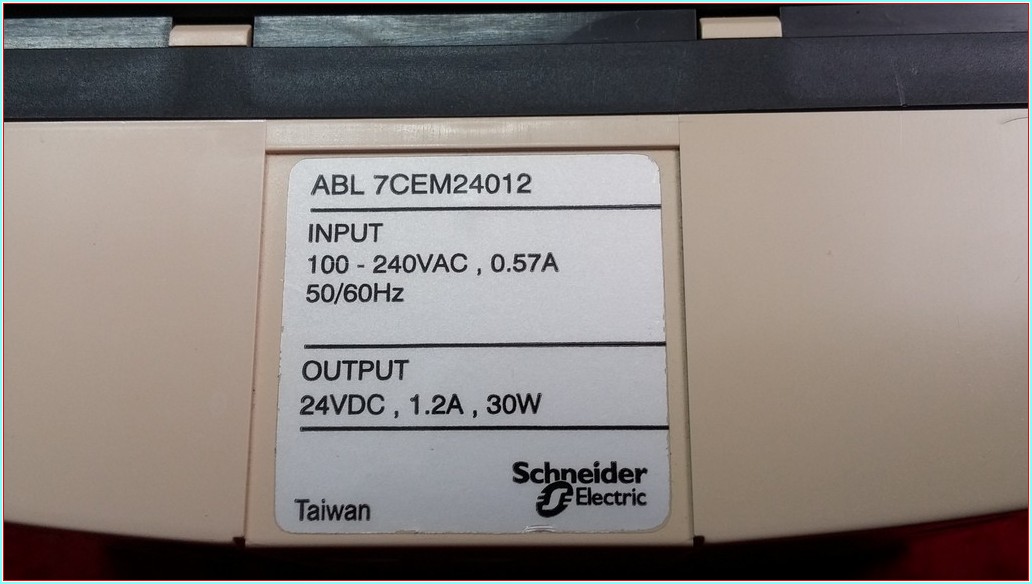 ABL 7CEM24012
INPUT
100 - 240VAC , 0.57A
50/60Hz
OUTPUT
24VDC , 1.2A , 30W
Schneider
Electric
Taiwan